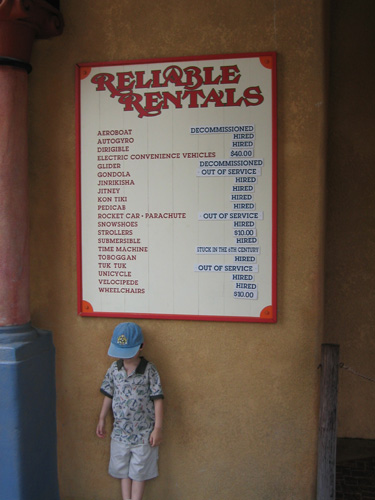 RELIABLE
RENTALS
AEROBOAT DECOMMISSIONED
AUTOGYRO HIRED
DIRIGIBLE HIRED
ELECTRIC CONVENIENCE VEHICLES $40.00
GLIDER DECOMMISSIONED
GONDOLA OUT OF SERVICE
JINRIKISHA HIRED
JITNEY HIRED
KON TIKI HIRED
PEDICAB HIRED
ROCKET CAR • PARACHUTE OUT OF SERVICE
SNOWSHOES HIRED
STROLLERS $10.00
SUBMERSIBLE HIRED
TIME MACHINE STUCK IN THE 4TH CENTURY
TOBOGGAN HIRED
TUK TUK OUT OF SERVICE
UNICYCLE HIRED
VELOCIPEDE HIRED
WHEELCHAIRS $10.00